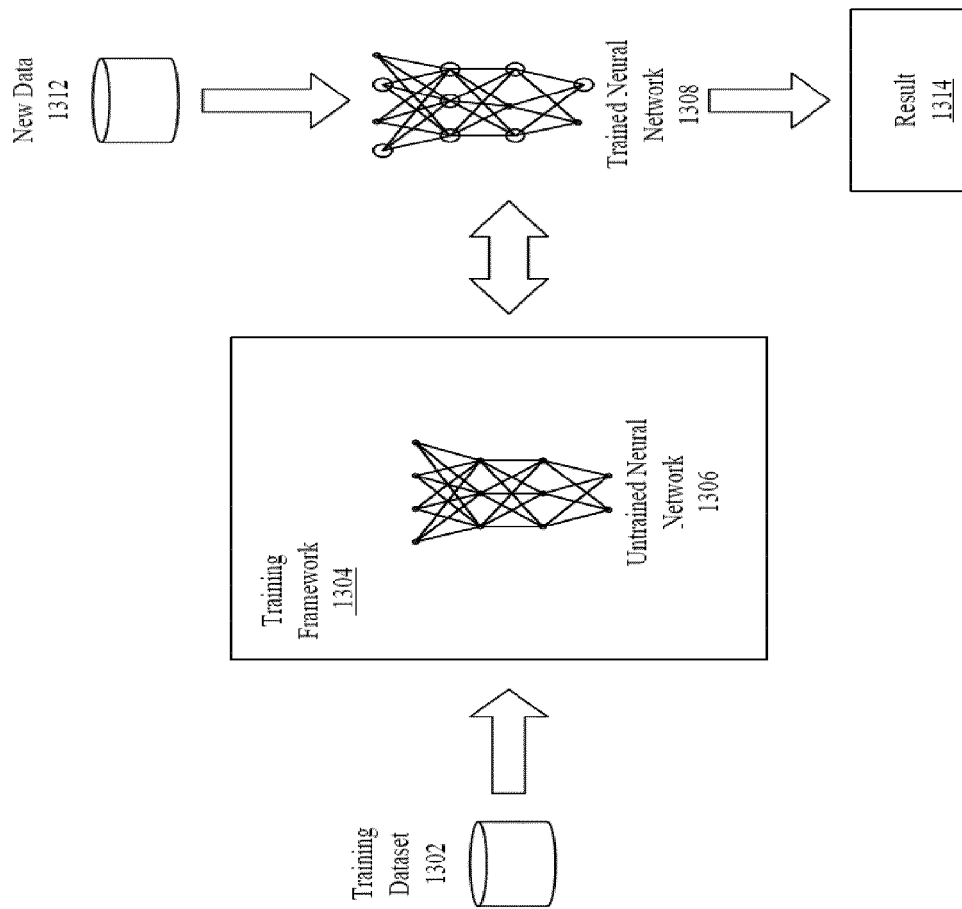 Training
Dataset
1302
Training
Framework
1304
Untrained Neural
Network
1306
New Data
1312
Trained Neural
Network
1308
Result
1314